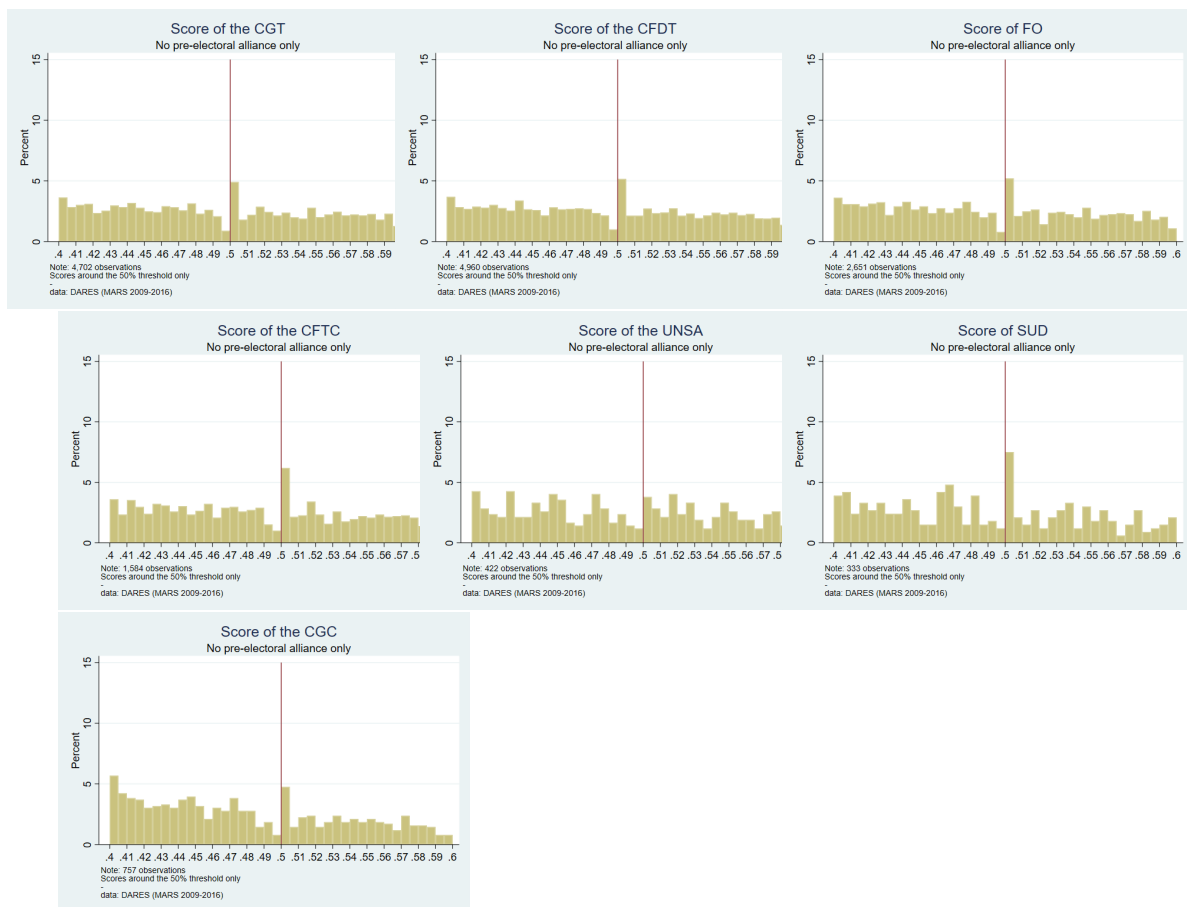 Score of the CGT
No pre-electoral alliance only
Percent
15
10
5
0
.4 .41 .42 .43 .44 .45 .46 .47 .48 .49 .5 .51 .52 .53 .54 .55 .56 .57 .58 .59
Note: 4,702 observations
Scores around the 50% threshold only
-
data: DARES (MARS 2009-2016)
Score of the CFDT
No pre-electoral alliance only
Percent
15
10
5
0
.4 .41 .42 .43 .44 .45 .46 .47 .48 .49 .5 .51 .52 .53 .54 .55 .56 .57 .58 .59
Note: 4,960 observations
Scores around the 50% threshold only
-
data: DARES (MARS 2009-2016)
Score of FO
No pre-electoral alliance only
Percent
15
10
5
0
.4 .41 .42 .43 .44 .45 .46 .47 .48 .49 .5 .51 .52 .53 .54 .55 .56 .57 .58 .59 .6
Note: 2,651 observations
Scores around the 50% threshold only
-
data: DARES (MARS 2009-2016)
Score of the CFTC
No pre-electoral alliance only
Percent
15
10
5
0
.4 .41 .42 .43 .44 .45 .46 .47 .48 .49 .5 .51 .52 .53 .54 .55 .56 .57 .5
Note: 1,584 observations
Scores around the 50% threshold only
-
data: DARES (MARS 2009-2016)
Score of the UNSA
No pre-electoral alliance only
Percent
15
10
5
0
.4 .41 .42 .43 .44 .45 .46 .47 .48 .49 .5 .51 .52 .53 .54 .55 .56 .57 .5
Note: 422 observations
Scores around the 50% threshold only
-
data: DARES (MARS 2009-2016)
Score of SUD
No pre-electoral alliance only
Percent
15
10
5
0
.4 .41 .42 .43 .44 .45 .46 .47 .48 .49 .5 .51 .52 .53 .54 .55 .56 .57 .58 .59 .6
Note: 333 observations
Scores around the 50% threshold only
-
data: DARES (MARS 2009-2016)
Score of the CGC
No pre-electoral alliance only
Percent
15
10
5
0
.4 .41 .42 .43 .44 .45 .46 .47 .48 .49 .5 .51 .52 .53 .54 .55 .56 .57 .58 .59 .6
Note: 757 observations
Scores around the 50% threshold only
-
data: DARES (MARS 2009-2016)